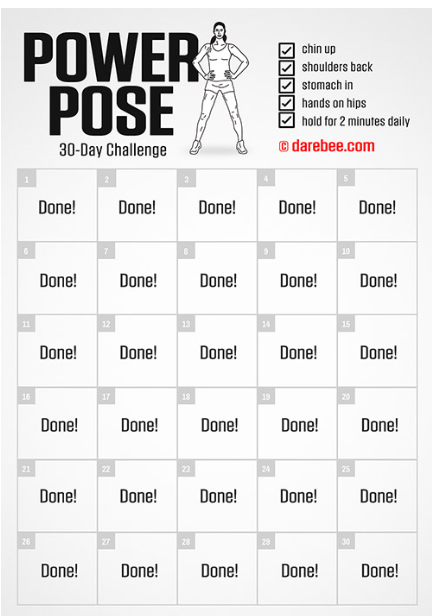 POWER
POSE
30-Day Challenge
chin up
shoulders back
stomach in
hands on hips
hold for 2 minutes daily
© darebee.com
1 2 3 4 5
Done! Done! Done! Done! Done!
6 7 8 9 10
Done! Done! Done! Done! Done!
11 12 13 14 15
Done! Done! Done! Done! Done!
16 17 18 19 20
Done! Done! Done! Done! Done!
21 22 23 24 25
Done! Done! Done! Done! Done!
26 27 28 29 30
Done! Done! Done! Done! Done!